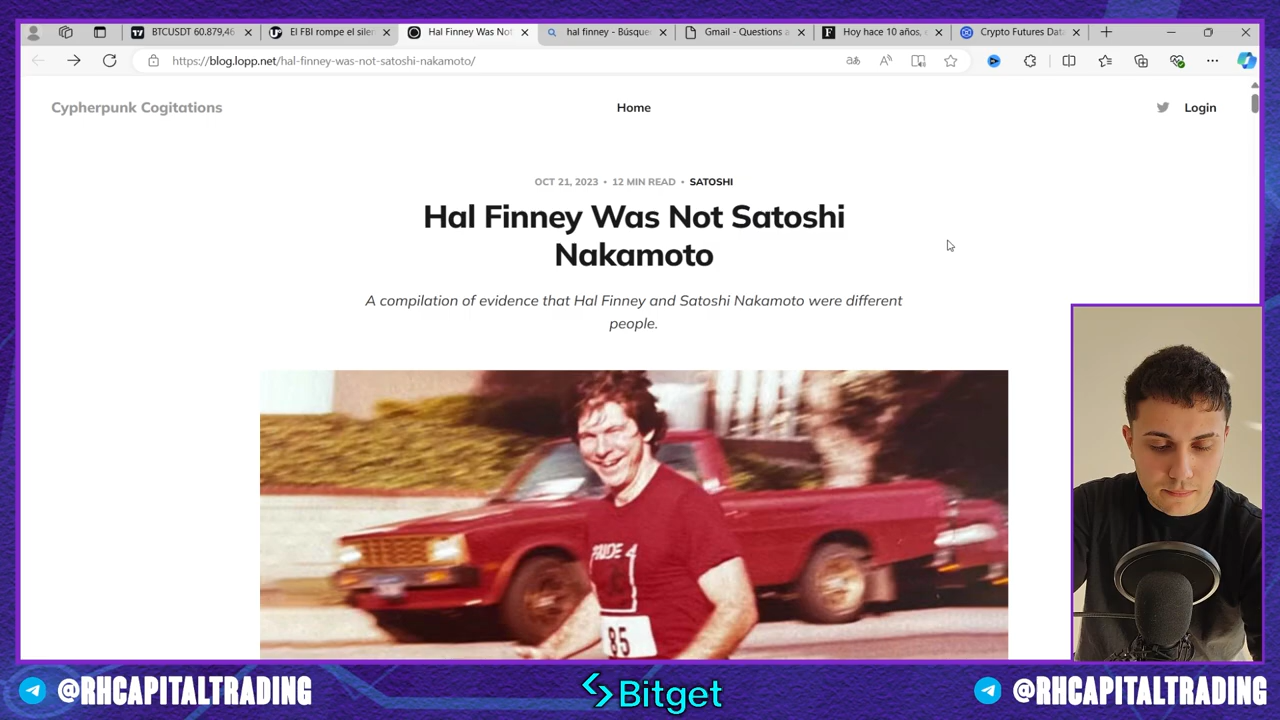 BTCUSDT 60.879,46
El FBI rompe el siler
Hal Finney Was Not
hal finney - Búsque
Gmail - Questions a
Hoy hace 10 años,
Crypto Futures Dat
https://blog.lopp.net/hal-finney-was-not-satoshi-nakamoto/
Cypherpunk Cogitations
Home
Login
OCT 21, 2023 • 12 MIN READ • SATOSHI
Hal Finney Was Not Satoshi
Nakamoto
A compilation of evidence that Hal Finney and Satoshi Nakamoto were different
people.
85
@RHCAPITALTRADING
Bitget
@RHCAPITALTRADING